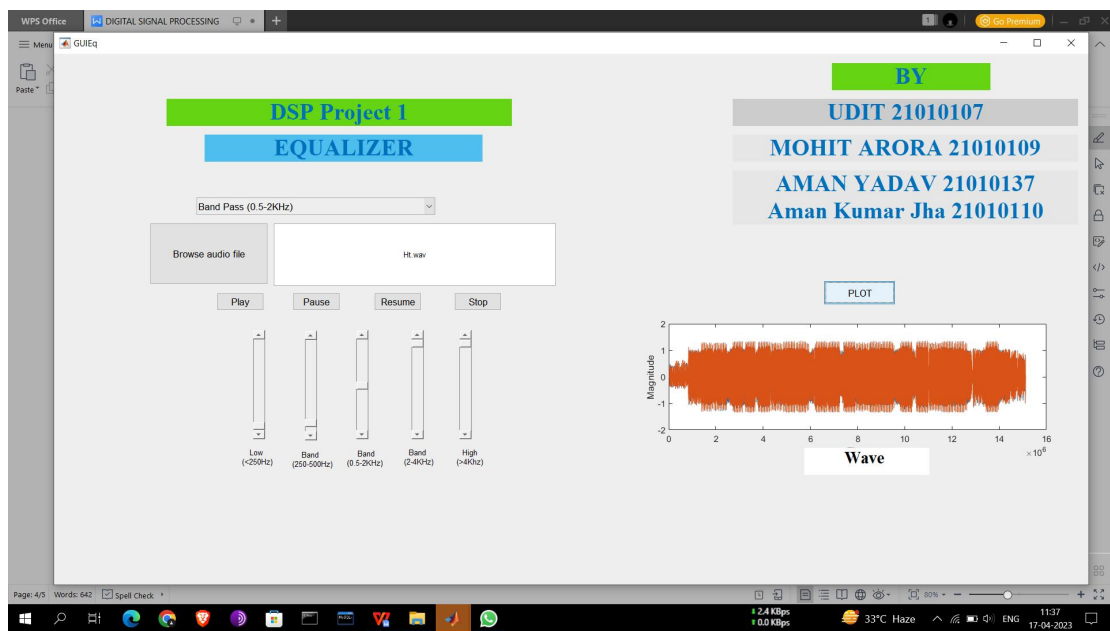 WPS Office DIGITAL SIGNAL PROCESSING 1 Go Premium
Menu GUIEq
Paste
BY
DSP Project 1
UDIT 21010107
EQUALIZER
MOHIT ARORA 21010109
AMAN YADAV 21010137
Aman Kumar Jha 21010110
Band Pass (0.5-2KHz)
Browse audio file
Ht.wav
Play Pause Resume Stop
PLOT
Low (<250Hz)
Band (250-500Hz)
Band (0.5-2KHz)
Band (2-4KHz)
High (>4Khz)
Magnitude
2
1
0
-1
-2
0 2 4 6 8 10 12 14 16
×10⁶
Wave
Page: 4/5 Words: 642 Spell Check 80%
2.4 KBps
0.0 KBps
33°C Haze ENG
11:37
17-04-2023